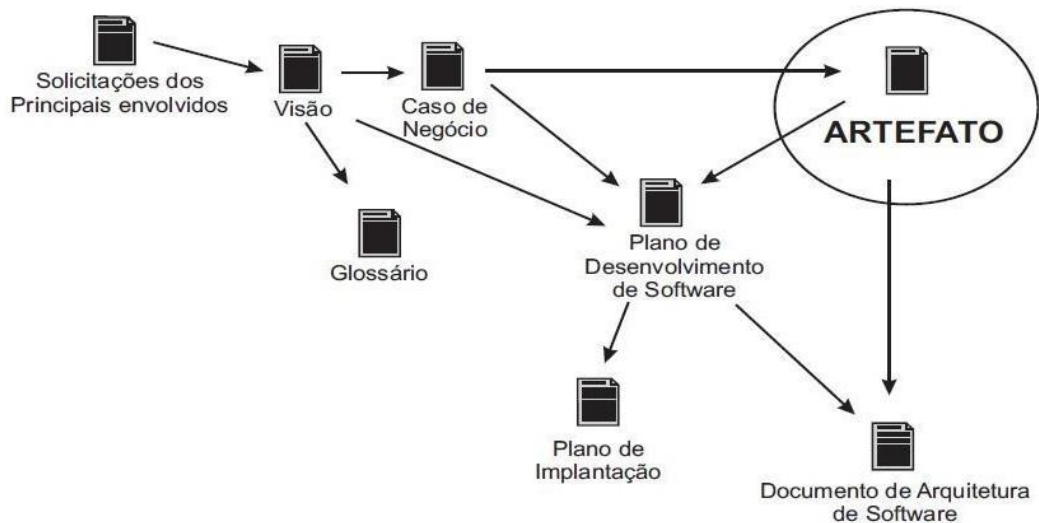 Solicitações dos
Principais envolvidos
Visão
Caso de
Negócio
ARTEFATO
Glossário
Plano de
Desenvolvimento
de Software
Plano de
Implantação
Documento de Arquitetura
de Software